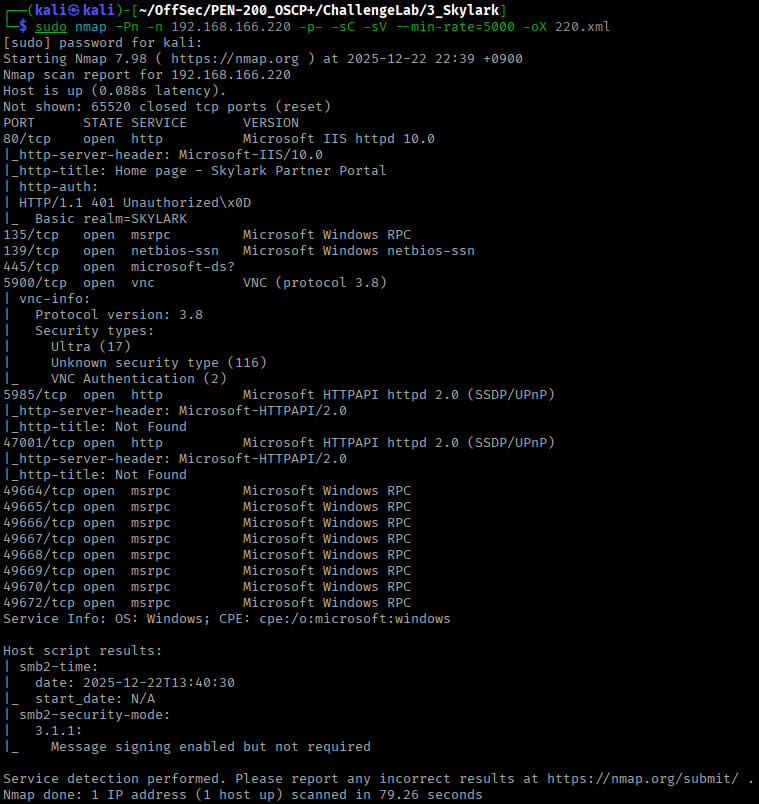 ┌──(kali㉿kali)-[~/OffSec/PEN-200_OSCP+/ChallengeLab/3_Skylark]
└─$ sudo nmap -Pn -n 192.168.166.220 -p- -sC -sV --min-rate=5000 -oX 220.xml
[sudo] password for kali:
Starting Nmap 7.98 ( https://nmap.org ) at 2025-12-22 22:39 +0900
Nmap scan report for 192.168.166.220
Host is up (0.088s latency).
Not shown: 65520 closed tcp ports (reset)
PORT      STATE SERVICE       VERSION
80/tcp    open  http          Microsoft IIS httpd 10.0
|_http-server-header: Microsoft-IIS/10.0
|_http-title: Home page - Skylark Partner Portal
| http-auth:
| HTTP/1.1 401 Unauthorized\x0D
|_  Basic realm=SKYLARK
135/tcp   open  msrpc         Microsoft Windows RPC
139/tcp   open  netbios-ssn   Microsoft Windows netbios-ssn
445/tcp   open  microsoft-ds?
5900/tcp  open  vnc           VNC (protocol 3.8)
| vnc-info:
|   Protocol version: 3.8
|   Security types:
|     Ultra (17)
|     Unknown security type (116)
|_    VNC Authentication (2)
5985/tcp  open  http          Microsoft HTTPAPI httpd 2.0 (SSDP/UPnP)
|_http-server-header: Microsoft-HTTPAPI/2.0
|_http-title: Not Found
47001/tcp open  http          Microsoft HTTPAPI httpd 2.0 (SSDP/UPnP)
|_http-server-header: Microsoft-HTTPAPI/2.0
|_http-title: Not Found
49664/tcp open  msrpc         Microsoft Windows RPC
49665/tcp open  msrpc         Microsoft Windows RPC
49666/tcp open  msrpc         Microsoft Windows RPC
49667/tcp open  msrpc         Microsoft Windows RPC
49668/tcp open  msrpc         Microsoft Windows RPC
49669/tcp open  msrpc         Microsoft Windows RPC
49670/tcp open  msrpc         Microsoft Windows RPC
49672/tcp open  msrpc         Microsoft Windows RPC
Service Info: OS: Windows; CPE: cpe:/o:microsoft:windows

Host script results:
| smb2-time:
|   date: 2025-12-22T13:40:30
|_  start_date: N/A
| smb2-security-mode:
|   3.1.1:
|_    Message signing enabled but not required

Service detection performed. Please report any incorrect results at https://nmap.org/submit/ .
Nmap done: 1 IP address (1 host up) scanned in 79.26 seconds